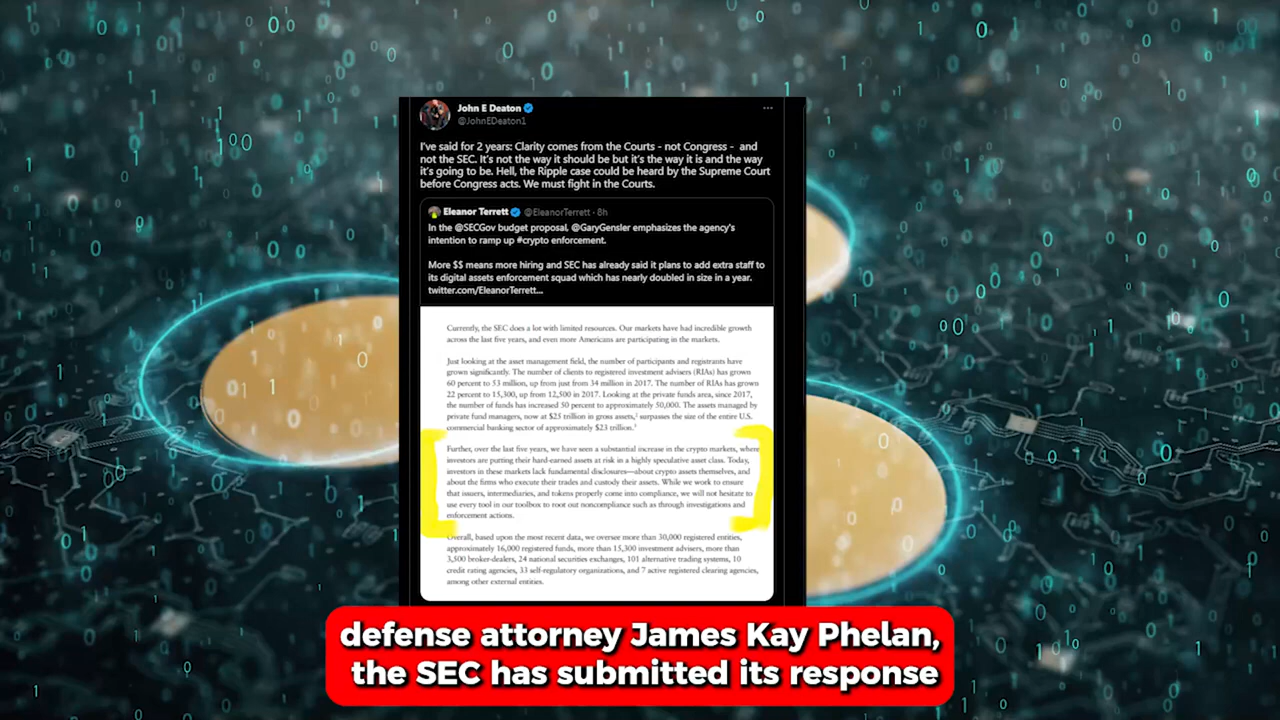 John E Deaton
@JohnEDeaton1
I've said for 2 years: Clarity comes from the Courts - not Congress - and
not the SEC. It's not the way it should be but it's the way it is and the way
it's going to be. Hell, the Ripple case could be heard by the Supreme Court
before Congress acts. We must fight in the Courts.
Eleanor Terrett @EleanorTerrett · 8h
In the @SECGov budget proposal, @GaryGensler emphasizes the agency's
intention to ramp up #crypto enforcement.
More $$ means more hiring and SEC has already said it plans to add extra staff to
its digital assets enforcement squad which has nearly doubled in size in a year.
twitter.com/EleanorTerrett...
Currently, the SEC does a lot with limited resources. Our markets have had incredible growth
across the last five years, and even more Americans are participating in the markets.
Just looking at the asset management field, the number of participants and registrants have
grown significantly. The number of clients to registered investment advisers (RIAs) has grown
60 percent to 53 million, up from just from 34 million in 2017. The number of RIAs has grown
22 percent to 15,300, up from 12,500 in 2017. Looking at the private funds area, since 2017,
the number of funds has increased 50 percent to approximately 50,000. The assets managed by
private fund managers, now at $25 trillion in gross assets,² surpasses the size of the entire U.S.
commercial banking sector of approximately $23 trillion.³
Further, over the last five years, we have seen a substantial increase in the crypto markets, where
investors are putting their hard-earned assets at risk in a highly speculative asset class. Today,
investors in these markets lack fundamental disclosures—about crypto assets themselves, and
about the firms who execute their trades and custody their assets. While we work to ensure
that issuers, intermediaries, and tokens properly come into compliance, we will not hesitate to
use every tool in our toolbox to root out noncompliance such as through investigations and
enforcement actions.
Overall, based upon the most recent data, we oversee more than 30,000 registered entities,
approximately 16,000 registered funds, more than 15,300 investment advisers, more than
3,500 broker-dealers, 24 national securities exchanges, 101 alternative trading systems, 10
credit rating agencies, 33 self-regulatory organizations, and 7 active registered clearing agencies,
among other external entities.
defense attorney James Kay Phelan,
the SEC has submitted its response